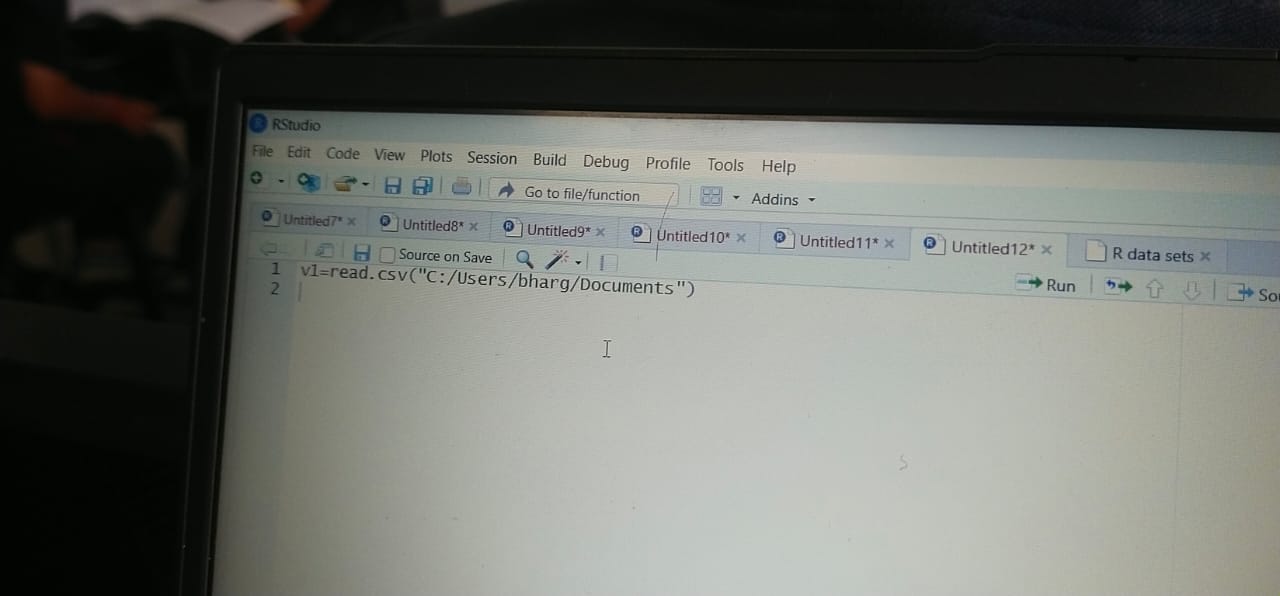 RStudio
File Edit Code View Plots Session Build Debug Profile Tools Help
Go to file/function Addins
Untitled7* Untitled8* Untitled9* Untitled10* Untitled11* Untitled12* R data sets
Source on Save Run
1 v1=read.csv("C:/Users/bharg/Documents")
2